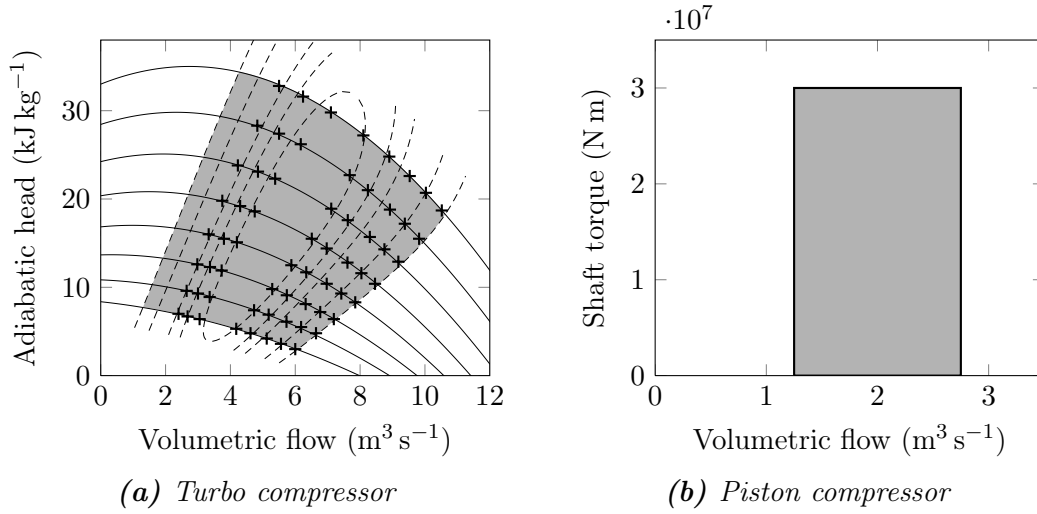 ·10⁷
Adiabatic head (kJ kg⁻¹)
30
20
10
0
0 2 4 6 8 10 12
Volumetric flow (m³ s⁻¹)
(a) Turbo compressor
Shaft torque (N m)
3
2
1
0
0 1 2 3
Volumetric flow (m³ s⁻¹)
(b) Piston compressor